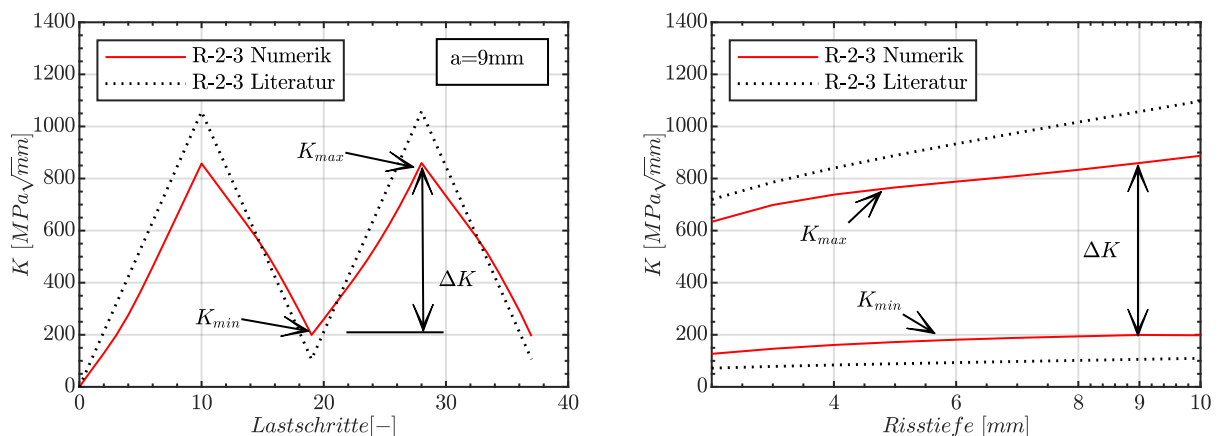 1400
1200
1000
800
600
400
200
0
K [MPa√mm]
R-2-3 Numerik
R-2-3 Literatur
a=9mm
K_max
K_min
ΔK
0 10 20 30 40
Lastschritte[−]
1400
1200
1000
800
600
400
200
0
K [MPa√mm]
R-2-3 Numerik
R-2-3 Literatur
K_max
ΔK
K_min
4 6 8 9 10
Risstiefe [mm]